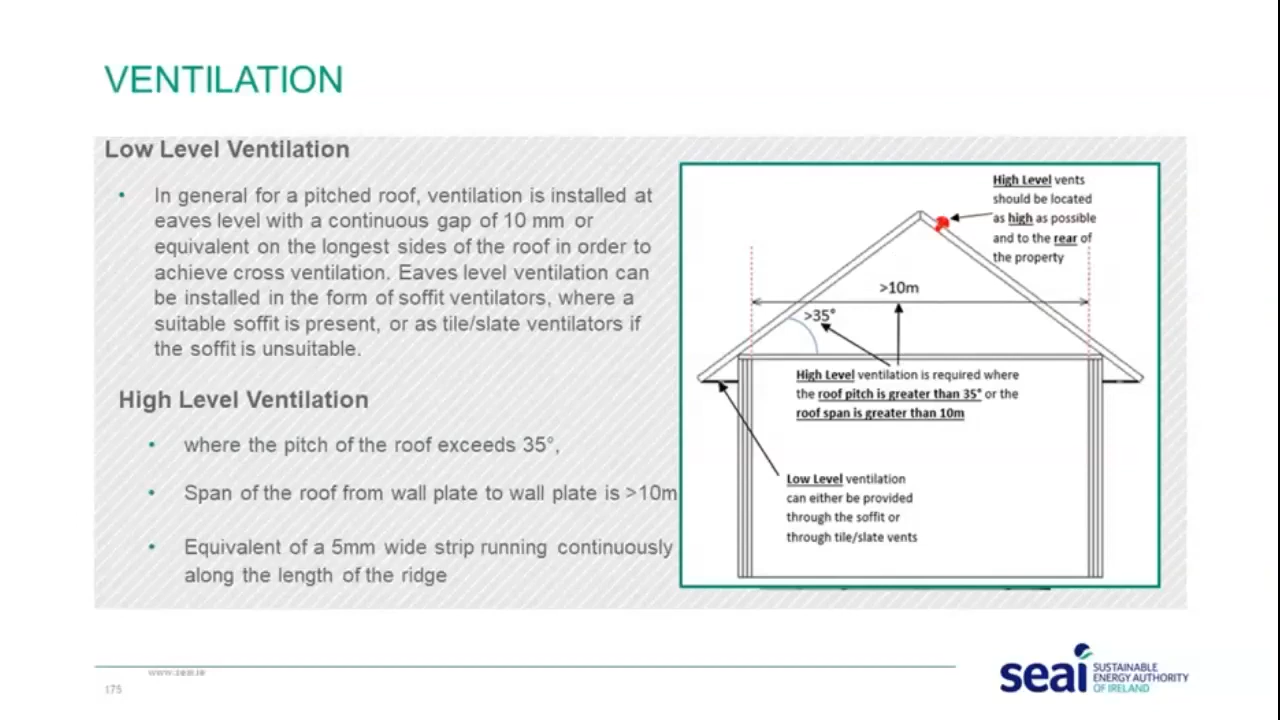 VENTILATION
Low Level Ventilation
• In general for a pitched roof, ventilation is installed at
eaves level with a continuous gap of 10 mm or
equivalent on the longest sides of the roof in order to
achieve cross ventilation. Eaves level ventilation can
be installed in the form of soffit ventilators, where a
suitable soffit is present, or as tile/slate ventilators if
the soffit is unsuitable.
High Level Ventilation
• where the pitch of the roof exceeds 35°,
• Span of the roof from wall plate to wall plate is >10m
• Equivalent of a 5mm wide strip running continuously
along the length of the ridge
High Level vents
should be located
as high as possible
and to the rear of
the property
>10m
>35°
High Level ventilation is required where
the roof pitch is greater than 35° or the
roof span is greater than 10m
Low Level ventilation
can either be provided
through the soffit or
through tile/slate vents
www.seai.ie
175
seai SUSTAINABLE
ENERGY AUTHORITY
OF IRELAND